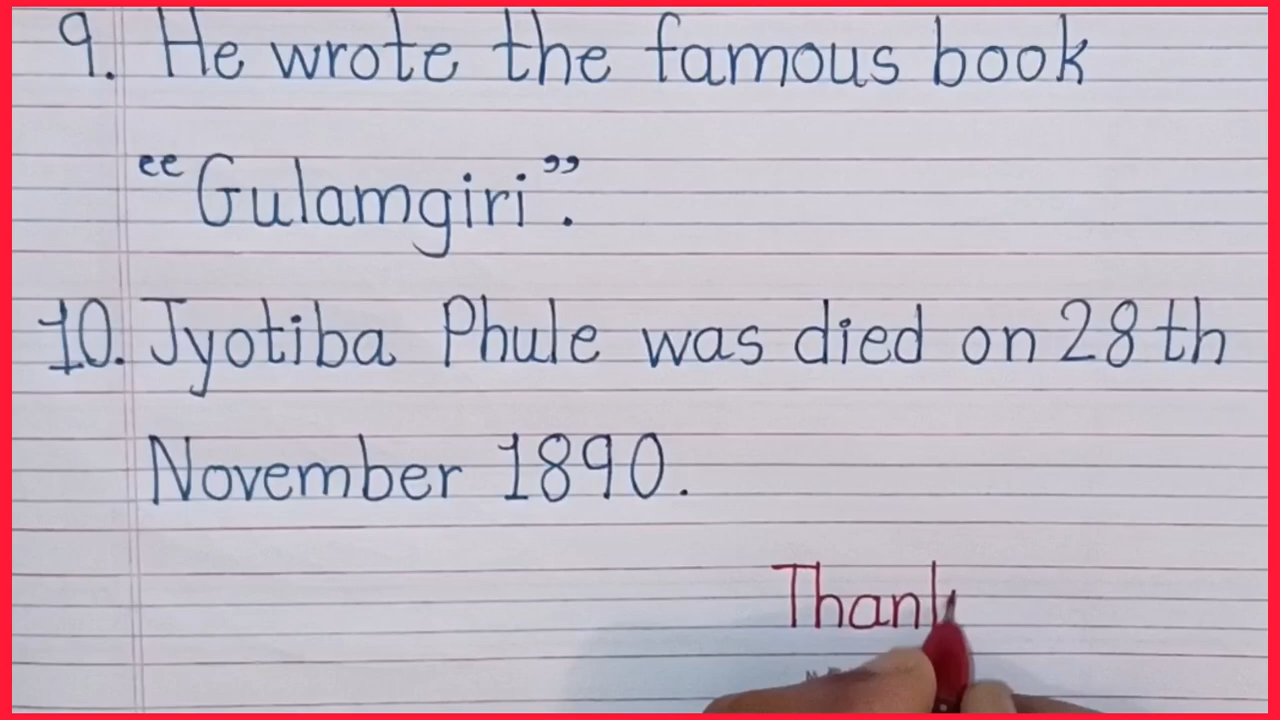 9. He wrote the famous book
“Gulamgiri”.
10. Jyotiba Phule was died on 28th
November 1890.
Thank